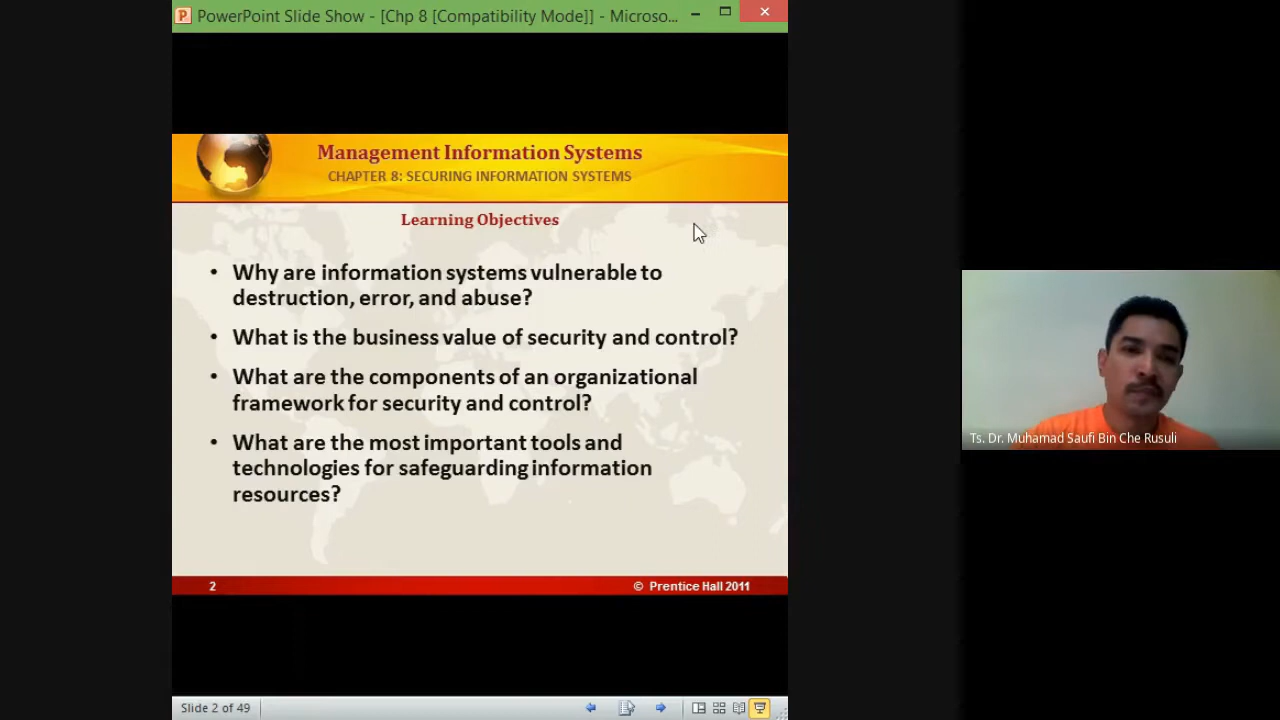 PowerPoint Slide Show - [Chp 8 [Compatibility Mode]] - Microso...
Management Information Systems
CHAPTER 8: SECURING INFORMATION SYSTEMS
Learning Objectives
• Why are information systems vulnerable to
destruction, error, and abuse?
• What is the business value of security and control?
• What are the components of an organizational
framework for security and control?
• What are the most important tools and
technologies for safeguarding information
resources?
2
© Prentice Hall 2011
Slide 2 of 49
Ts. Dr. Muhamad Saufi Bin Che Rusuli